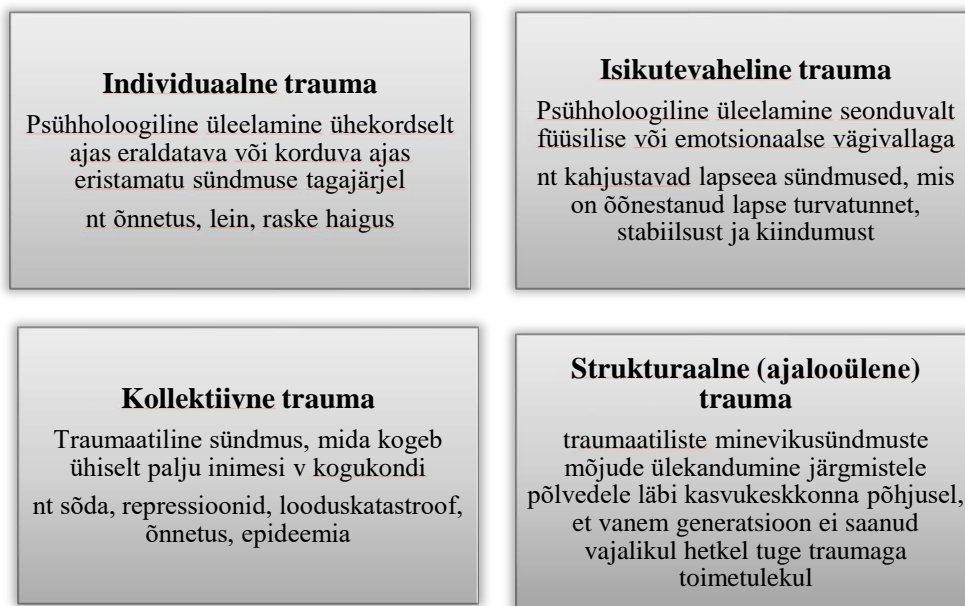 Individuaalne trauma
Psühholoogiline üleelamine ühekordselt
ajas eraldatava või korduva ajas
eristamatu sündmuse tagajärjel
nt õnnetus, lein, raske haigus
Isikutevaheline trauma
Psühholoogiline üleelamine seonduvalt
füüsilise või emotsionaalse vägivallaga
nt kahjustavad lapseea sündmused, mis
on õõnestanud lapse turvatunnet,
stabiilsust ja kiindumust
Kollektiivne trauma
Traumaatiline sündmus, mida kogeb
ühiselt palju inimesi v kogukondi
nt sõda, repressioonid, looduskatastroof,
õnnetus, epideemia
Strukturaalne (ajalooülene)
trauma
traumaatiliste minevikusündmuste
mõjude ülekandumine järgmistele
põlvedele läbi kasvukeskkonna põhjusel,
et vanem generatsioon ei saanud
vajalikul hetkel tuge traumaga
toimetulekul